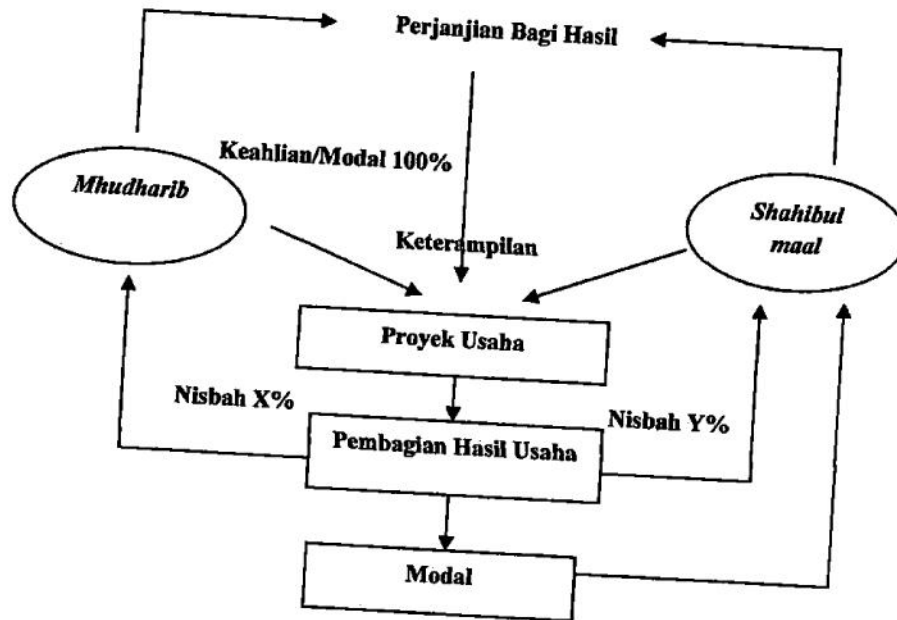 Perjanjian Bagi Hasil
Keahlian/Modal 100%
Mhudharib
Shahibul
maal
Keterampilan
Proyek Usaha
Nisbah X%
Nisbah Y%
Pembagian Hasil Usaha
Modal